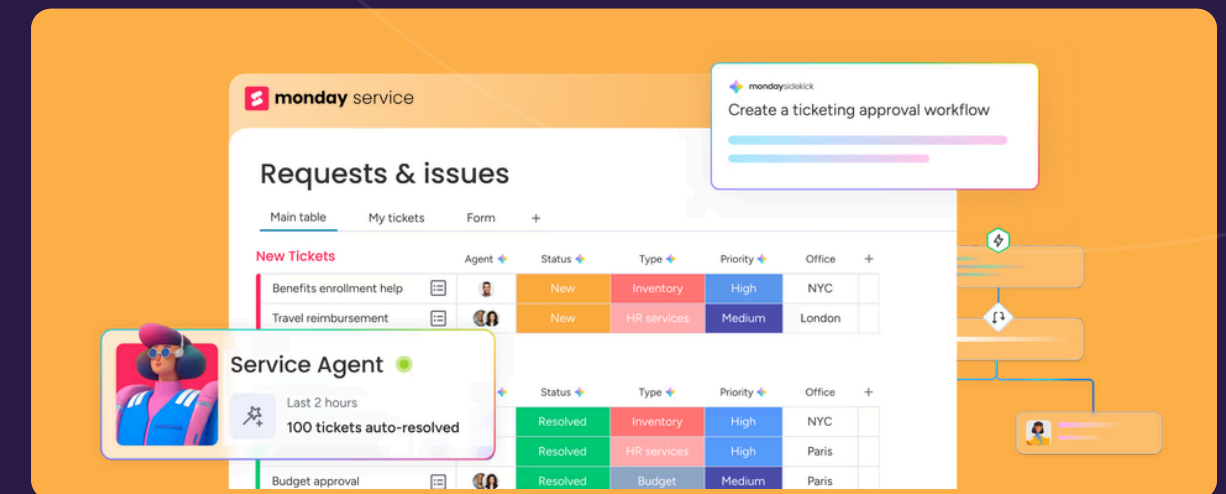 monday service
mondaysidekick
Create a ticketing approval workflow
Requests & issues
Main table My tickets Form +
New Tickets Agent Status Type Priority Office +
Benefits enrollment help New Inventory High NYC
Travel reimbursement New HR services Medium London
Service Agent
Last 2 hours
100 tickets auto-resolved
Status Type Priority Office +
Resolved Inventory High NYC
Resolved HR services High Paris
Budget approval Resolved Budget Medium Paris